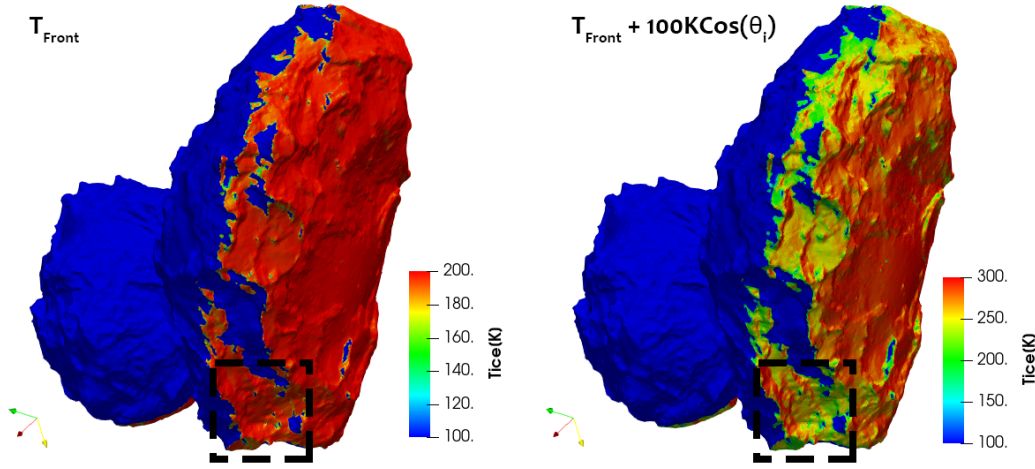 T_Front
T_Front + 100KCos(θ_i)
200.
180.
160.
140.
120.
100.
Tice(K)
300.
250.
200.
150.
100.
Tice(K)